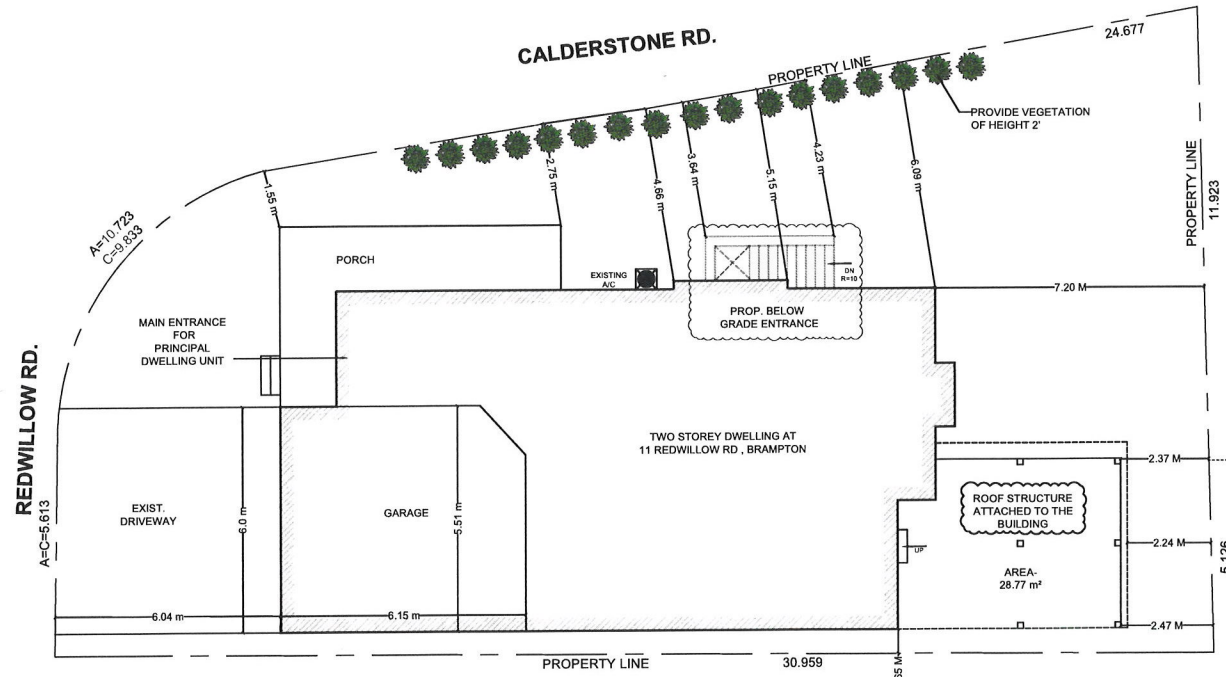 CALDERSTONE RD.
24.677
PROPERTY LINE
PROVIDE VEGETATION
OF HEIGHT 2'
PROPERTY LINE
11.923
1.55 m
2.75 m
4.66 m
3.64 m
5.15 m
4.23 m
6.09 m
A=10.723
C=9.833
PORCH
EXISTING
A/C
DN
R=10
7.20 M
PROP. BELOW
GRADE ENTRANCE
MAIN ENTRANCE
FOR
PRINCIPAL
DWELLING UNIT
REDWILLOW RD.
A=C=5.613
TWO STOREY DWELLING AT
11 REDWILLOW RD , BRAMPTON
2.37 M
ROOF STRUCTURE
ATTACHED TO THE
BUILDING
EXIST.
DRIVEWAY
6.0 m
GARAGE
5.51 m
UP
2.24 M
5.126
AREA-
28.77 m²
6.04 m
6.15 m
2.47 M
PROPERTY LINE
30.959